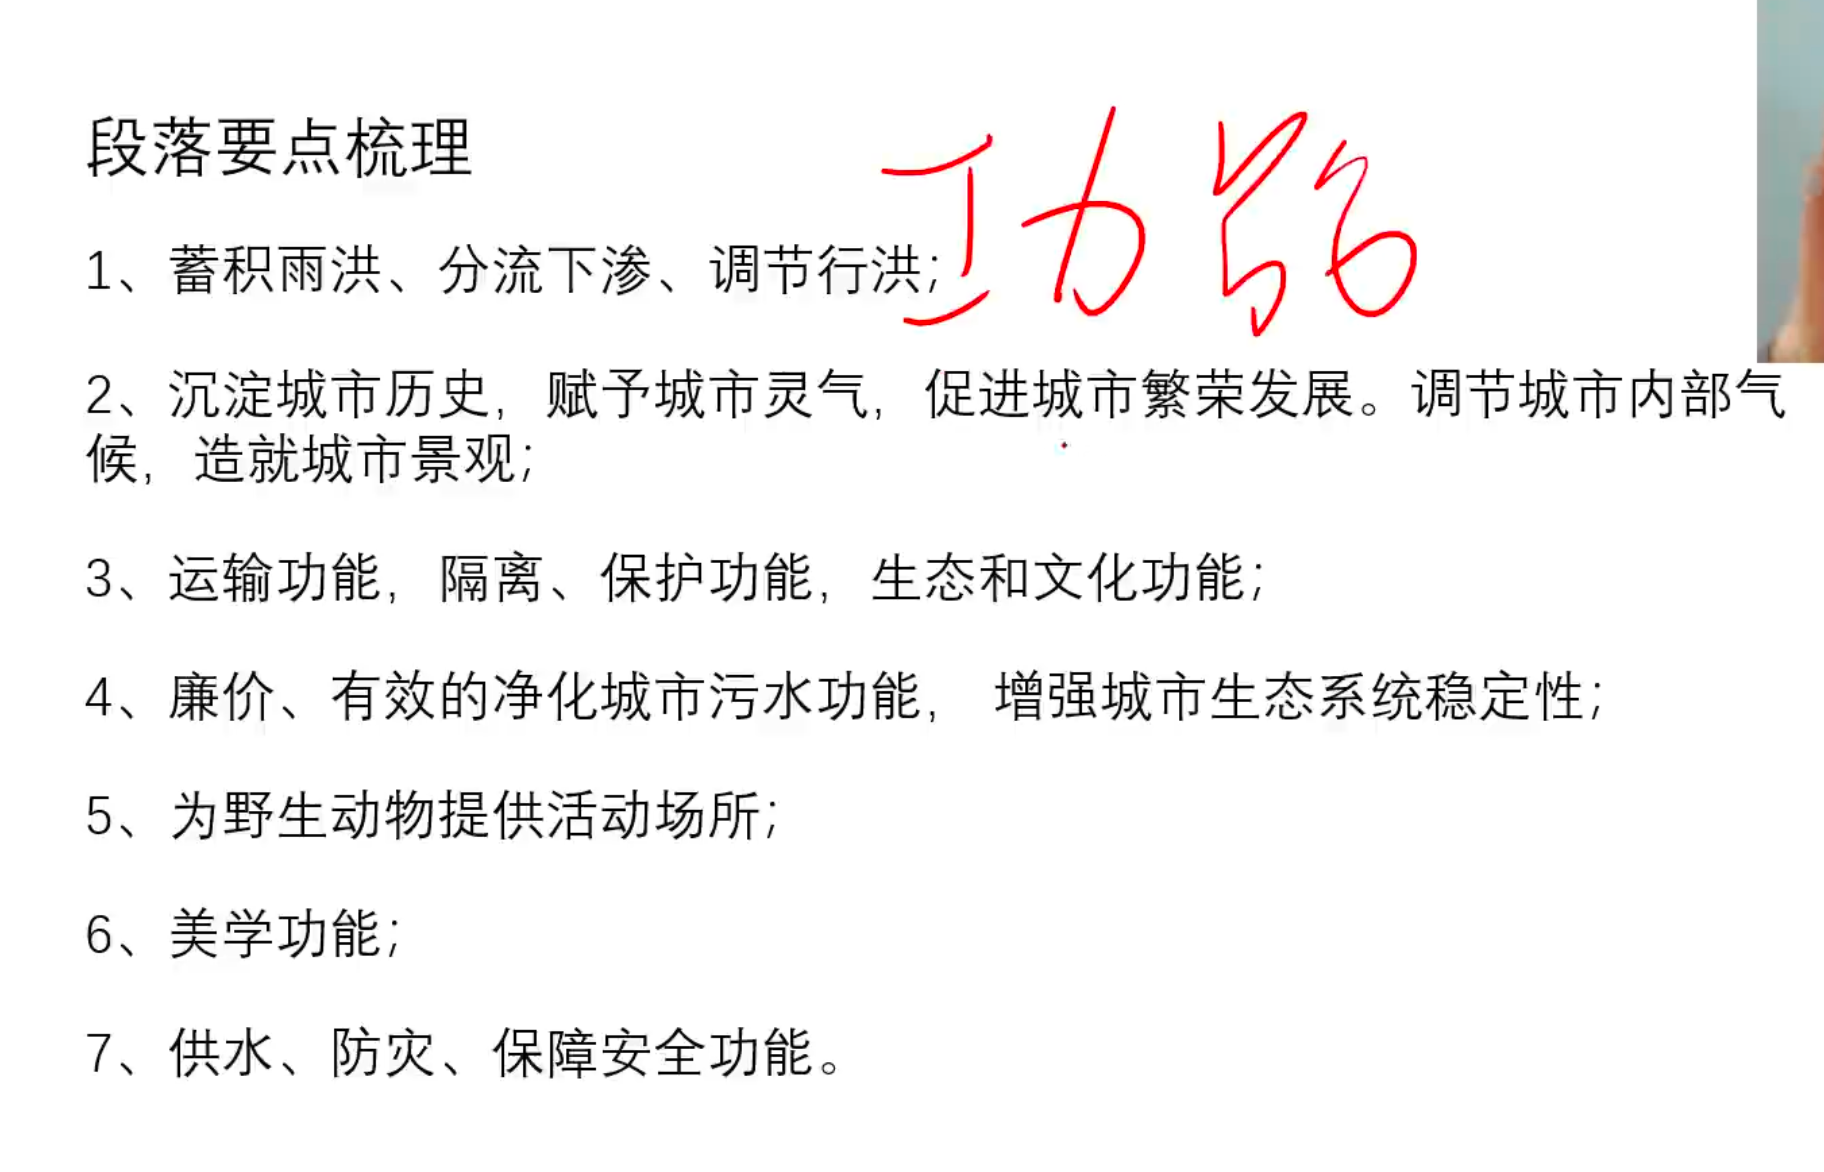 段落要点梳理
功能
1、蓄积雨洪、分流下渗、调节行洪；
2、沉淀城市历史，赋予城市灵气，促进城市繁荣发展。调节城市内部气
候，造就城市景观；
3、运输功能，隔离、保护功能，生态和文化功能；
4、廉价、有效的净化城市污水功能， 增强城市生态系统稳定性；
5、为野生动物提供活动场所；
6、美学功能；
7、供水、防灾、保障安全功能。